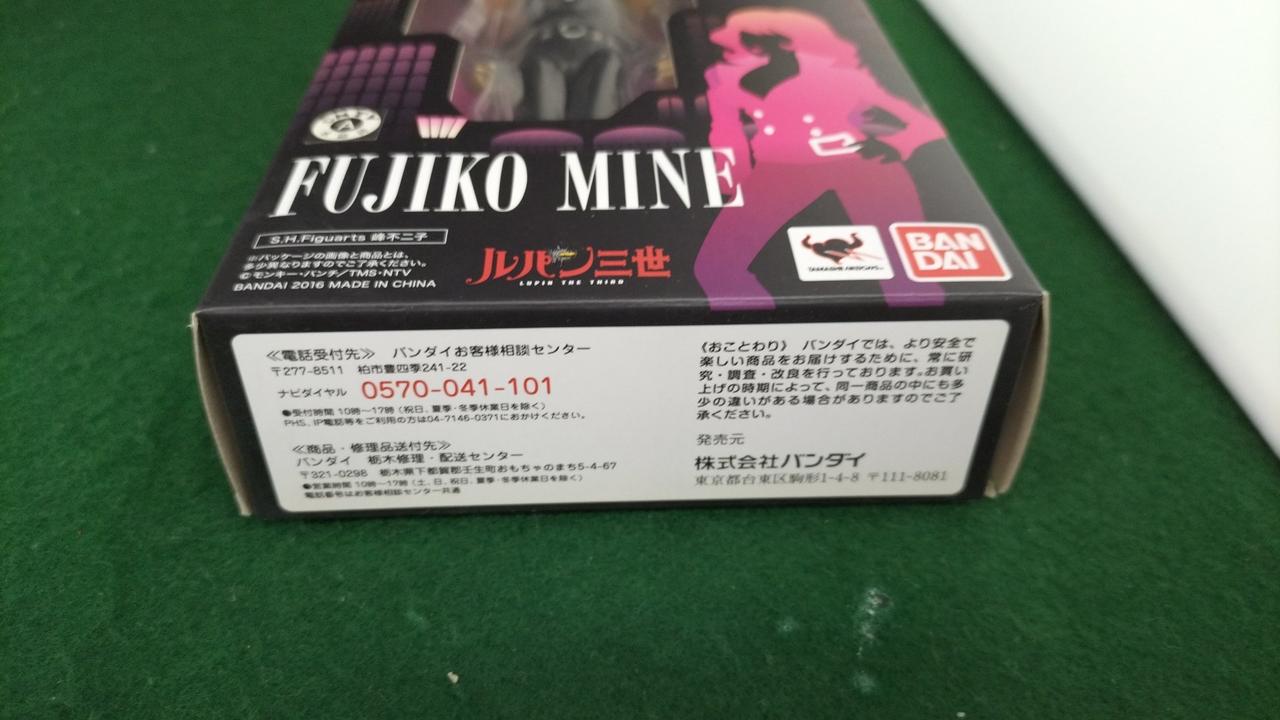 FUJIKO MINE
S.H.Figuarts 峰不二子
※パッケージの画像と商品とは、
多少異なりますのでご了承ください。
©モンキー・パンチ/TMS・NTV
BANDAI 2016 MADE IN CHINA
ルパン三世
LUPIN THE THIRD
TAMASHII NATIONS
BAN
DAI
≪電話受付先≫ バンダイお客様相談センター
〒277-8511 柏市豊四季241-22
ナビダイヤル 0570-041-101
●受付時間 10時〜17時(祝日、夏季・冬季休業日を除く)
PHS、IP電話等をご利用の方は04-7146-0371におかけください。
≪商品・修理品送付先≫
バンダイ 栃木修理・配送センター
〒321-0298 栃木県下都賀郡壬生町おもちゃのまち5-4-67
●営業時間 10時〜17時(土、日、祝日、夏季・冬季休業日を除く)
電話番号はお客様相談センター共通
《おことわり》 バンダイでは、より安全で
楽しい商品をお届けするために、常に研
究・調査・改良を行っております。お買い
上げの時期によって、同一商品の中にも多
少の違いがある場合がありますのでご了
承ください。
発売元
株式会社バンダイ
東京都台東区駒形1-4-8 〒111-8081